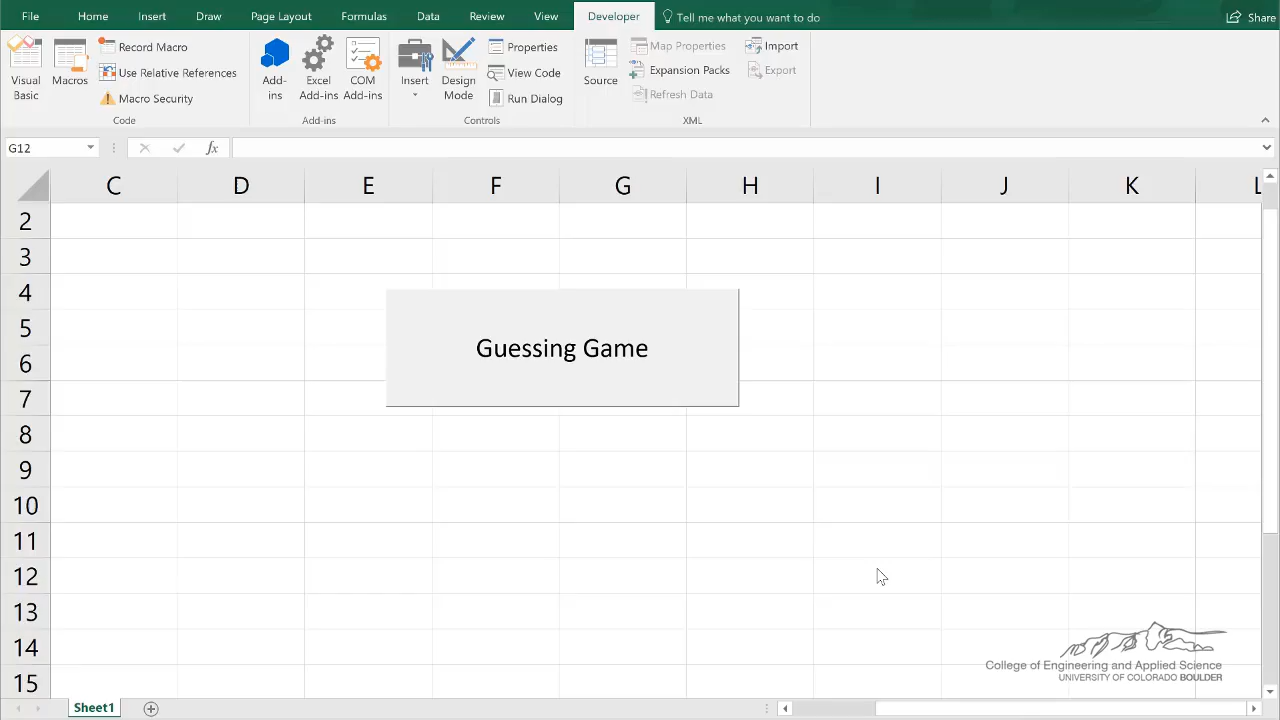 File Home Insert Draw Page Layout Formulas Data Review View Developer Tell me what you want to do Share
Visual Basic
Macros
Record Macro
Use Relative References
Macro Security
Code
Add-ins
Excel Add-ins
COM Add-ins
Add-ins
Insert
Design Mode
Properties
View Code
Run Dialog
Controls
Source
Map Properties
Expansion Packs
Refresh Data
Import
Export
XML
G12 fx
C D E F G H I J K L
2
3
4
5
6
7
8
9
10
11
12
13
14
15
Guessing Game
College of Engineering and Applied Science
UNIVERSITY OF COLORADO BOULDER
Sheet1